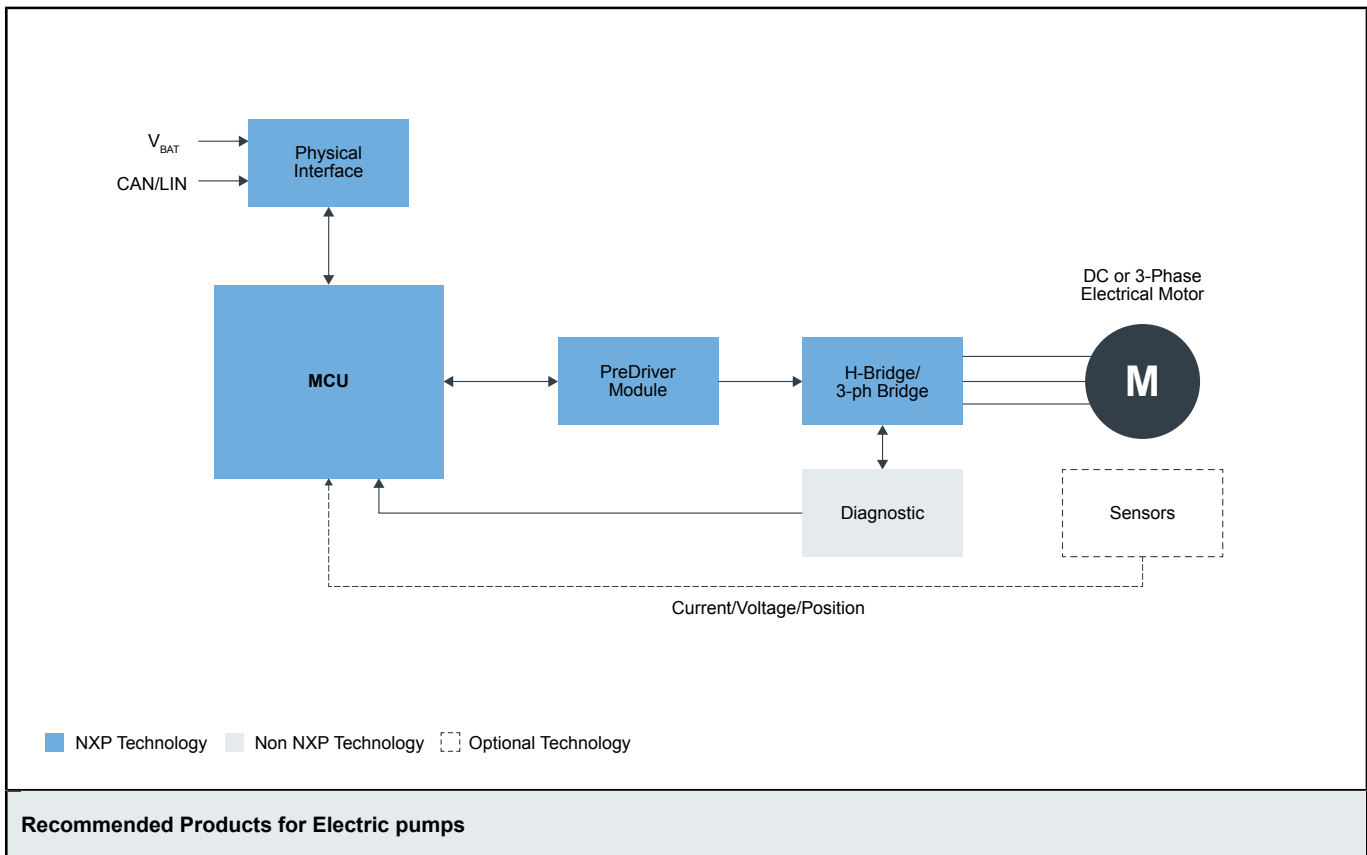 V_BAT
CAN/LIN
Physical
Interface
MCU
PreDriver
Module
H-Bridge/
3-ph Bridge
DC or 3-Phase
Electrical Motor
M
Diagnostic
Sensors
Current/Voltage/Position
NXP Technology
Non NXP Technology
Optional Technology
Recommended Products for Electric pumps